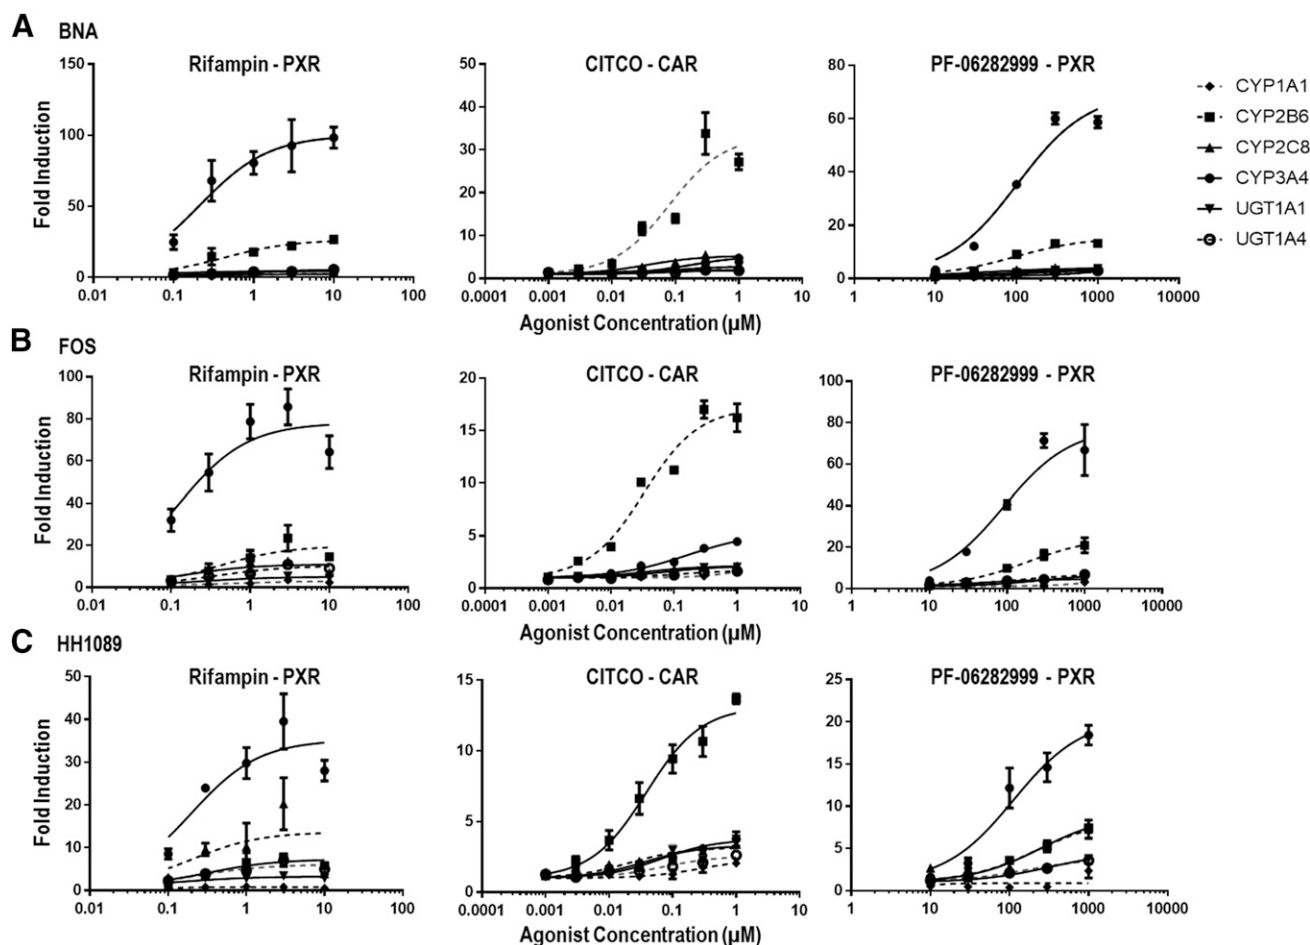 A BNA
Rifampin - PXR
CITCO - CAR
PF-06282999 - PXR
Fold Induction
150
100
50
0
0.01 0.1 1 10 100
50
40
30
20
10
0
0.0001 0.001 0.01 0.1 1 10
80
60
40
20
0
1 10 100 1000 10000
Agonist Concentration (µM)
CYP1A1
CYP2B6
CYP2C8
CYP3A4
UGT1A1
UGT1A4
B FOS
Rifampin - PXR
CITCO - CAR
PF-06282999 - PXR
Fold Induction
100
80
60
40
20
0
0.01 0.1 1 10 100
20
15
10
5
0
0.0001 0.001 0.01 0.1 1 10
100
80
60
40
20
0
1 10 100 1000 10000
Agonist Concentration (µM)
C HH1089
Rifampin - PXR
CITCO - CAR
PF-06282999 - PXR
Fold Induction
50
40
30
20
10
0
0.01 0.1 1 10 100
15
10
5
0
0.0001 0.001 0.01 0.1 1 10
25
20
15
10
5
0
1 10 100 1000 10000
Agonist Concentration (µM)